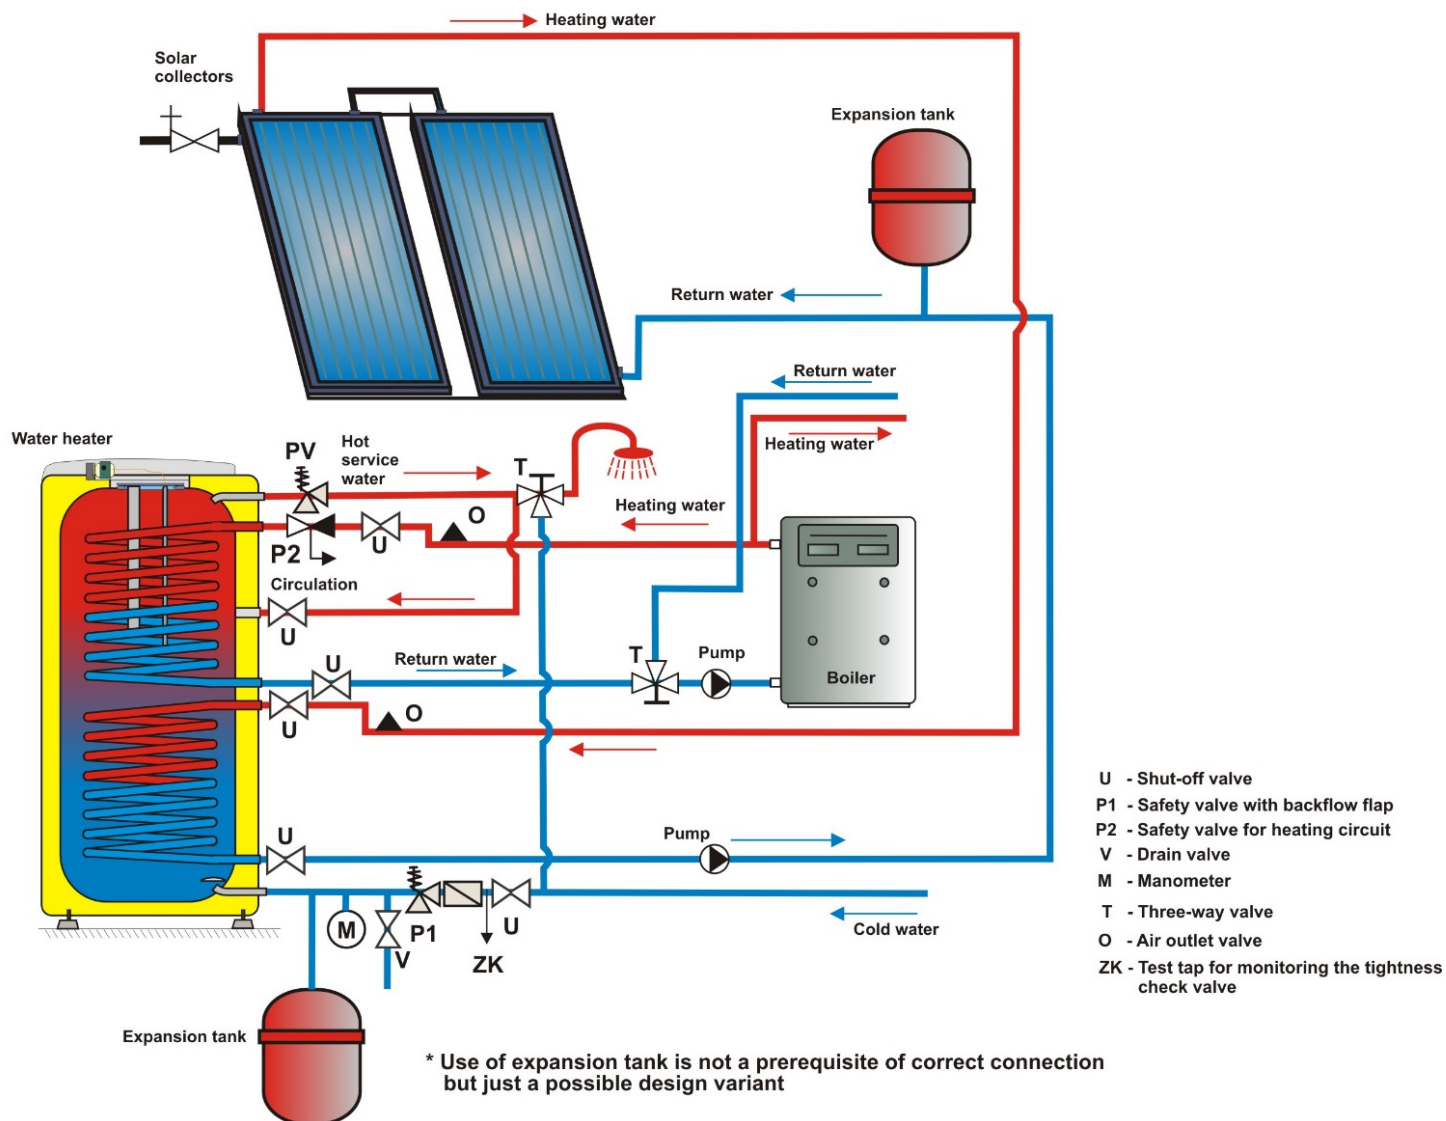 Heating water
Solar
collectors
Expansion tank
Return water
Return water
Heating water
Water heater
PV
Hot
service
water
T
Heating water
O
U
P2
Circulation
U
Return water
U
T
Pump
Boiler
U
O
U
Pump
M
V
P1
ZK
U
Cold water
Expansion tank
U - Shut-off valve
P1 - Safety valve with backflow flap
P2 - Safety valve for heating circuit
V - Drain valve
M - Manometer
T - Three-way valve
O - Air outlet valve
ZK - Test tap for monitoring the tightness
check valve
* Use of expansion tank is not a prerequisite of correct connection
but just a possible design variant